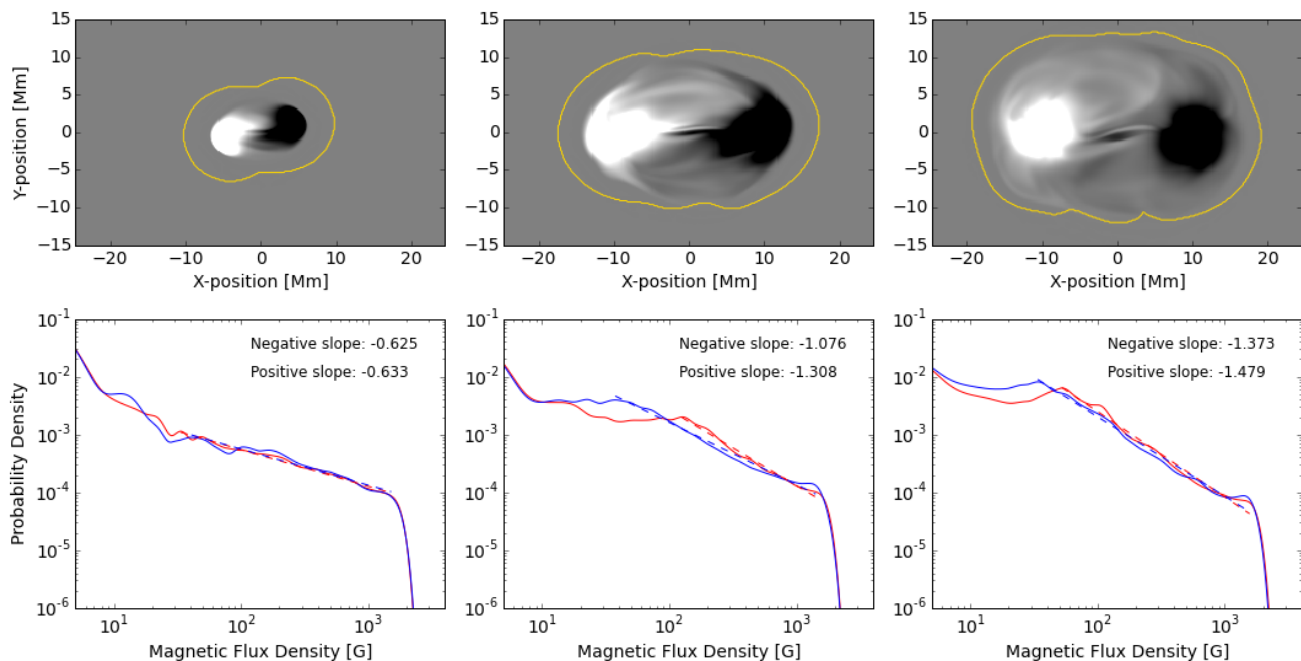 15
10
5
0
−5
−10
−15
Y-position [Mm]
−20 −10 0 10 20
X-position [Mm]
15
10
5
0
−5
−10
−15
−20 −10 0 10 20
X-position [Mm]
15
10
5
0
−5
−10
−15
−20 −10 0 10 20
X-position [Mm]
10^-1
10^-2
10^-3
10^-4
10^-5
10^-6
Probability Density
Negative slope: -0.625
Positive slope: -0.633
10^1 10^2 10^3
Magnetic Flux Density [G]
10^-1
10^-2
10^-3
10^-4
10^-5
10^-6
Negative slope: -1.076
Positive slope: -1.308
10^1 10^2 10^3
Magnetic Flux Density [G]
10^-1
10^-2
10^-3
10^-4
10^-5
10^-6
Negative slope: -1.373
Positive slope: -1.479
10^1 10^2 10^3
Magnetic Flux Density [G]